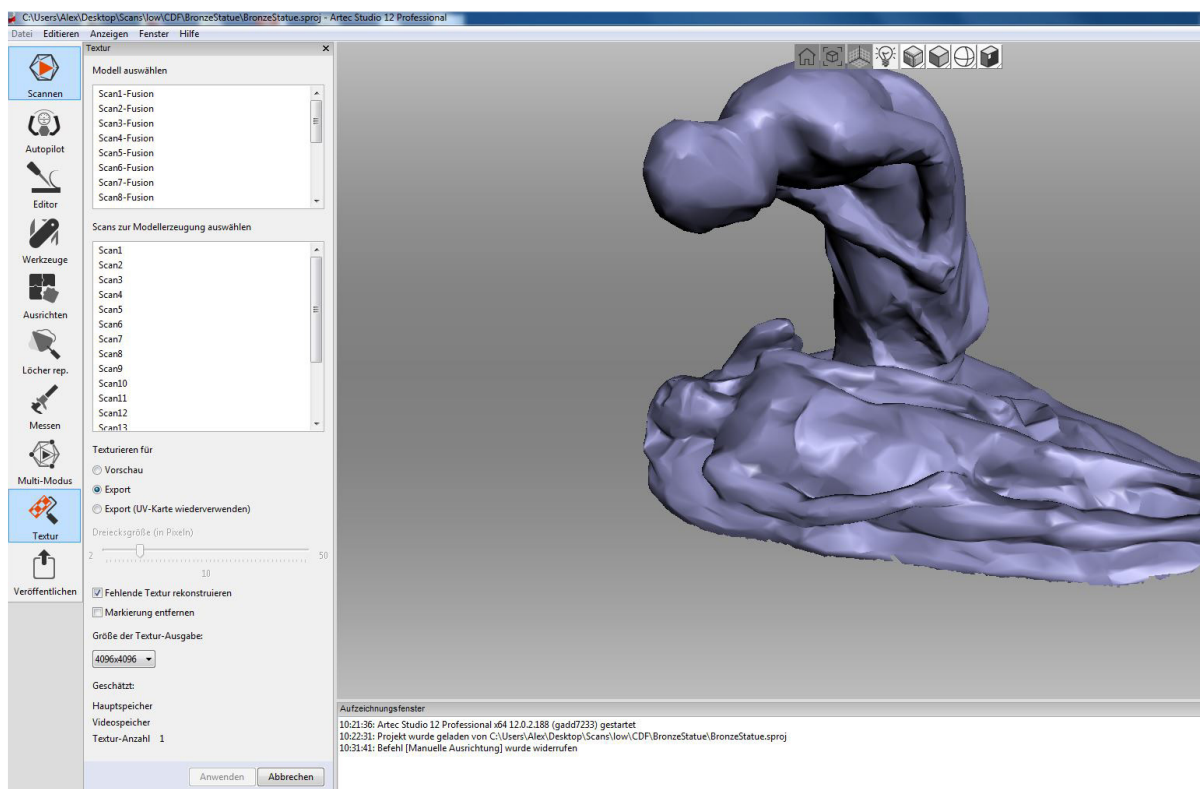 C:\Users\Alex\Desktop\Scans\low\CDF\BronzeStatue\BronzeStatue.sproj - Artec Studio 12 Professional
Datei Editieren Anzeigen Fenster Hilfe
Scannen
Autopilot
Editor
Werkzeuge
Ausrichten
Löcher rep.
Messen
Multi-Modus
Textur
Veröffentlichen
Textur
Modell auswählen
Scan1-Fusion
Scan2-Fusion
Scan3-Fusion
Scan4-Fusion
Scan5-Fusion
Scan6-Fusion
Scan7-Fusion
Scan8-Fusion
Scans zur Modellerzeugung auswählen
Scan1
Scan2
Scan3
Scan4
Scan5
Scan6
Scan7
Scan8
Scan9
Scan10
Scan11
Scan12
Scan13
Texturieren für
Vorschau
Export
Export (UV-Karte wiederverwenden)
Dreiecksgröße (in Pixeln)
2 50
10
Fehlende Textur rekonstruieren
Markierung entfernen
Größe der Textur-Ausgabe:
4096x4096
Geschätzt:
Hauptspeicher
Videospeicher
Textur-Anzahl 1
Anwenden Abbrechen
Aufzeichnungsfenster
10:21:36: Artec Studio 12 Professional x64 12.0.2.188 (gadd7233) gestartet
10:22:31: Projekt wurde geladen von C:\Users\Alex\Desktop\Scans\low\CDF\BronzeStatue\BronzeStatue.sproj
10:31:41: Befehl [Manuelle Ausrichtung] wurde widerrufen